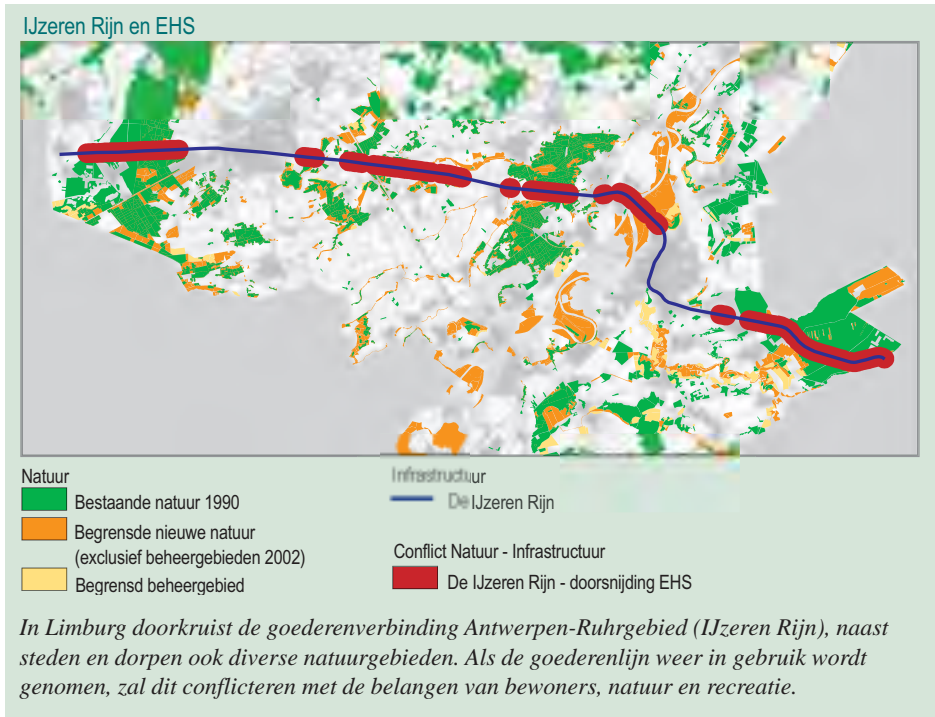 IJzeren Rijn en EHS
Natuur
Bestaande natuur 1990
Begrensde nieuwe natuur
(exclusief beheergebieden 2002)
Begrensd beheergebied
Infrastructuur
De IJzeren Rijn
Conflict Natuur - Infrastructuur
De IJzeren Rijn - doorsnijding EHS
In Limburg doorkruist de goederenverbinding Antwerpen-Ruhrgebied (IJzeren Rijn), naast
steden en dorpen ook diverse natuurgebieden. Als de goederenlijn weer in gebruik wordt
genomen, zal dit conflicteren met de belangen van bewoners, natuur en recreatie.